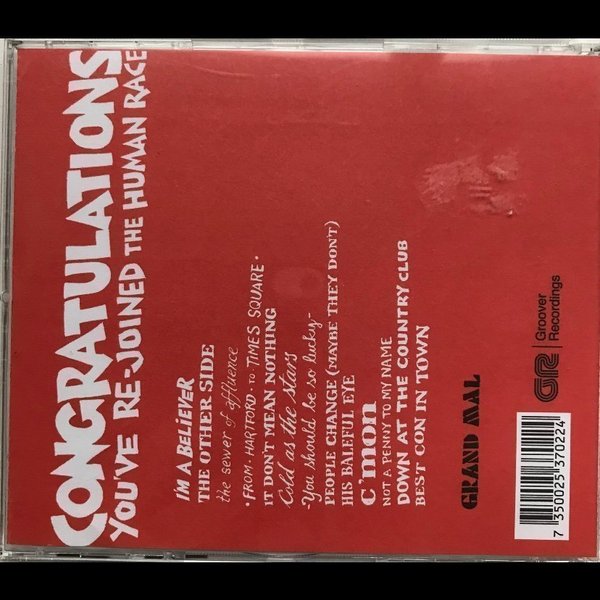 CONGRATULATIONS
YOU'VE RE-JOINED THE HUMAN RACE
I'M A BELIEVER
THE OTHER SIDE
the sewer of effluence
• FROM • HARTFORD • to TIMES SQUARE •
IT DON'T MEAN NOTHING
Cold as the stars
-You should be so lucky-
PEOPLE CHANGE (MAYBE THEY DON'T)
HIS BALEFUL EYE
C'mon
NOT A PENNY TO MY NAME
DOWN AT THE COUNTRY CLUB
BEST CON IN TOWN
GRAND MAL
GR Groover
Recordings
7 350025 370224